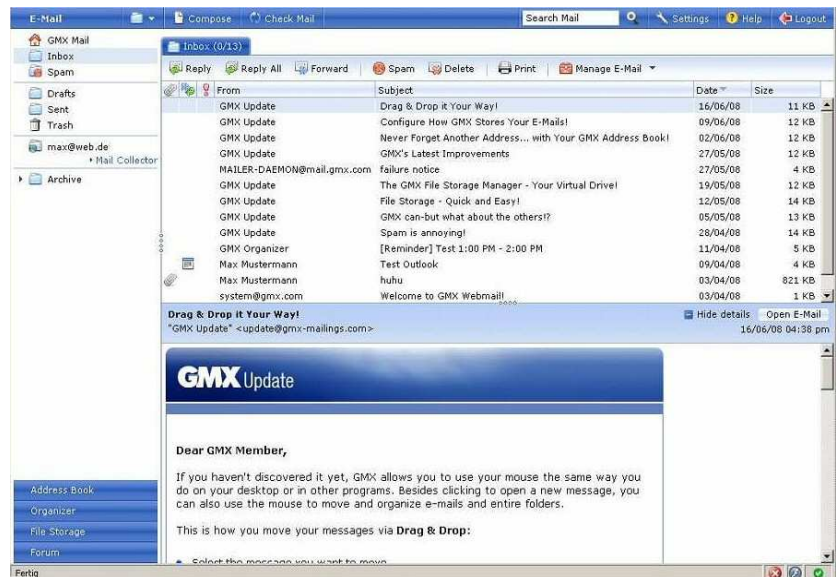 E-Mail
Compose
Check Mail
Search Mail
Settings
Help
Logout
GMX Mail
Inbox
Spam
Drafts
Sent
Trash
max@web.de
Mail Collector
Archive
Inbox (0/13)
Reply Reply All Forward Spam Delete Print Manage E-Mail
From Subject Date Size
GMX Update Drag & Drop it Your Way! 16/06/08 11 KB
GMX Update Configure How GMX Stores Your E-Mails! 09/06/08 12 KB
GMX Update Never Forget Another Address... with Your GMX Address Book! 02/06/08 12 KB
GMX Update GMX's Latest Improvements 27/05/08 12 KB
MAILER-DAEMON@mail.gmx.com failure notice 27/05/08 4 KB
GMX Update The GMX File Storage Manager - Your Virtual Drive! 19/05/08 12 KB
GMX Update File Storage - Quick and Easy! 12/05/08 14 KB
GMX Update GMX can-but what about the others!? 05/05/08 13 KB
GMX Update Spam is annoying! 28/04/08 14 KB
GMX Organizer [Reminder] Test 1:00 PM - 2:00 PM 11/04/08 5 KB
Max Mustermann Test Outlook 09/04/08 4 KB
Max Mustermann huhu 03/04/08 821 KB
system@gmx.com Welcome to GMX Webmail! 03/04/08 1 KB
Drag & Drop it Your Way! Hide details Open E-Mail
"GMX Update" <update@gmx-mailings.com> 16/06/08 04:38 pm
GMX Update
Dear GMX Member,
If you haven't discovered it yet, GMX allows you to use your mouse the same way you
do on your desktop or in other programs. Besides clicking to open a new message, you
can also use the mouse to move and organize e-mails and entire folders.
This is how you move your messages via Drag & Drop:
Select the message you want to move
Address Book
Organizer
File Storage
Forum
Fertig